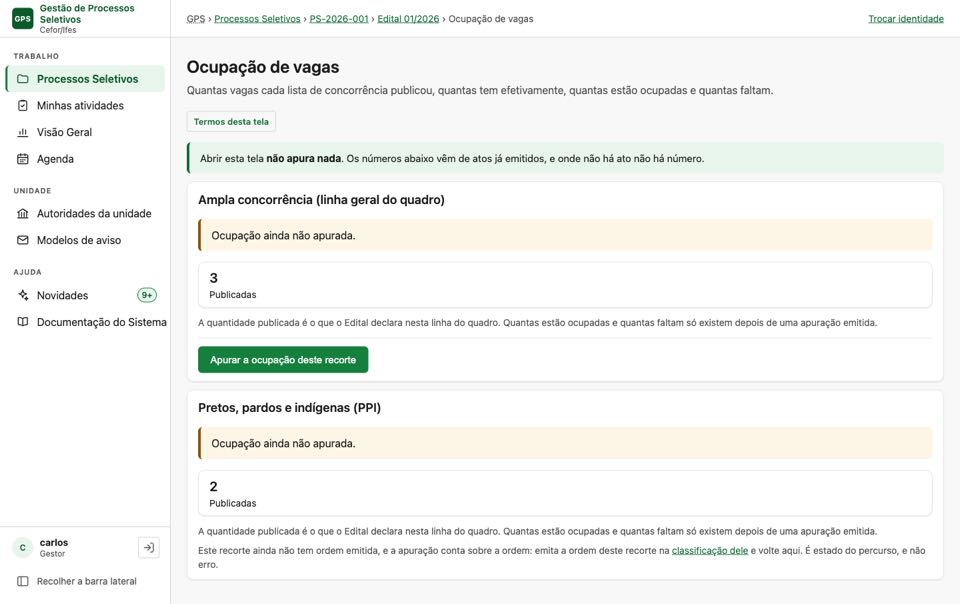 GPS
Gestão de Processos
Seletivos
Cefor/Ifes
GPS › Processos Seletivos › PS-2026-001 › Edital 01/2026 › Ocupação de vagas
Trocar identidade
TRABALHO
Processos Seletivos
Minhas atividades
Visão Geral
Agenda
UNIDADE
Autoridades da unidade
Modelos de aviso
AJUDA
Novidades 9+
Documentação do Sistema
C
carlos
Gestor
Recolher a barra lateral
Ocupação de vagas
Quantas vagas cada lista de concorrência publicou, quantas tem efetivamente, quantas estão ocupadas e quantas faltam.
Termos desta tela
Abrir esta tela não apura nada. Os números abaixo vêm de atos já emitidos, e onde não há ato não há número.
Ampla concorrência (linha geral do quadro)
Ocupação ainda não apurada.
3
Publicadas
A quantidade publicada é o que o Edital declara nesta linha do quadro. Quantas estão ocupadas e quantas faltam só existem depois de uma apuração emitida.
Apurar a ocupação deste recorte
Pretos, pardos e indígenas (PPI)
Ocupação ainda não apurada.
2
Publicadas
A quantidade publicada é o que o Edital declara nesta linha do quadro. Quantas estão ocupadas e quantas faltam só existem depois de uma apuração emitida.
Este recorte ainda não tem ordem emitida, e a apuração conta sobre a ordem: emita a ordem deste recorte na classificação dele e volte aqui. É estado do percurso, e não
erro.